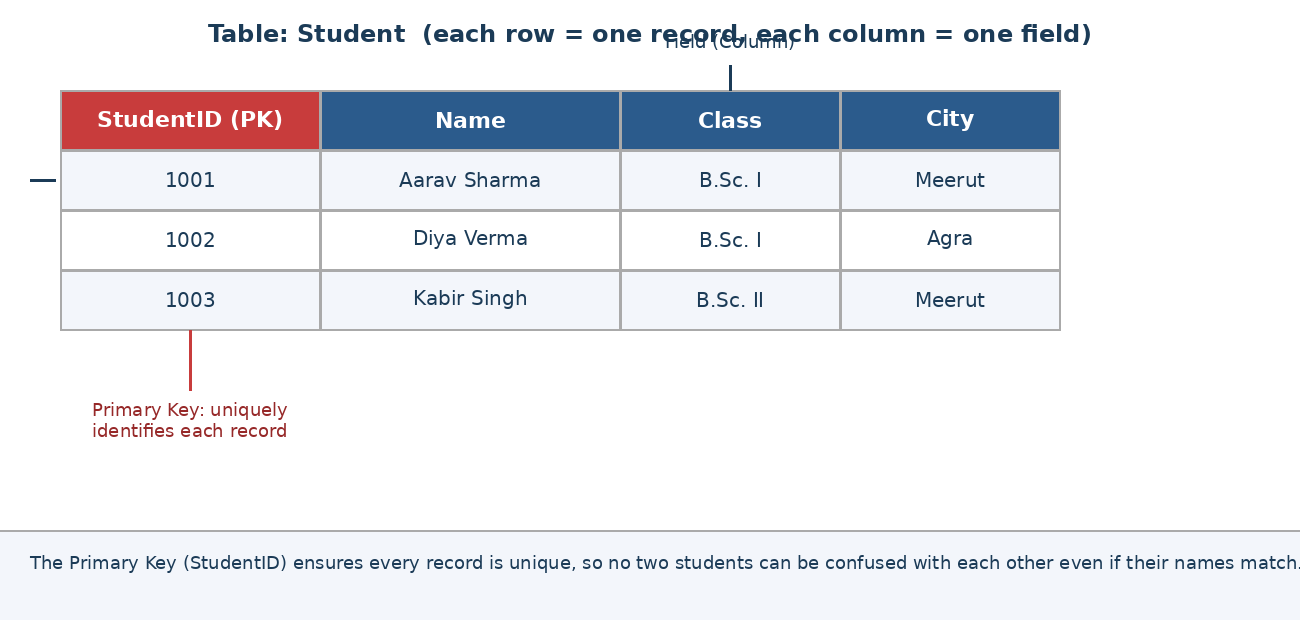 Table: Student  (each row = one record, each column = one field)
Field (Column)
StudentID (PK) Name Class City
1001 Aarav Sharma B.Sc. I Meerut
1002 Diya Verma B.Sc. I Agra
1003 Kabir Singh B.Sc. II Meerut
Primary Key: uniquely
identifies each record
The Primary Key (StudentID) ensures every record is unique, so no two students can be confused with each other even if their names match.